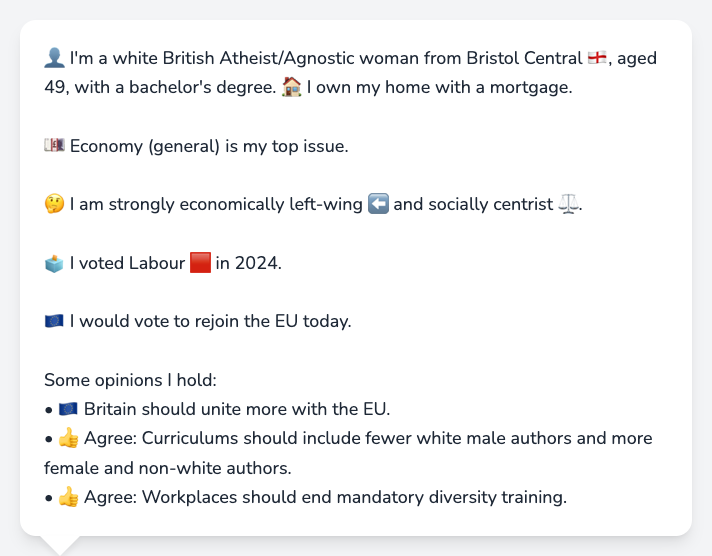 👤 I'm a white British Atheist/Agnostic woman from Bristol Central 🏴󠁧󠁢󠁥󠁮󠁧󠁿, aged
49, with a bachelor's degree. 🏠 I own my home with a mortgage.
💷 Economy (general) is my top issue.
🤔 I am strongly economically left-wing ⬅️ and socially centrist ⚖️.
🗳️ I voted Labour 🟥 in 2024.
🇪🇺 I would vote to rejoin the EU today.
Some opinions I hold:
• 🇪🇺 Britain should unite more with the EU.
• 👍 Agree: Curriculums should include fewer white male authors and more
female and non-white authors.
• 👍 Agree: Workplaces should end mandatory diversity training.